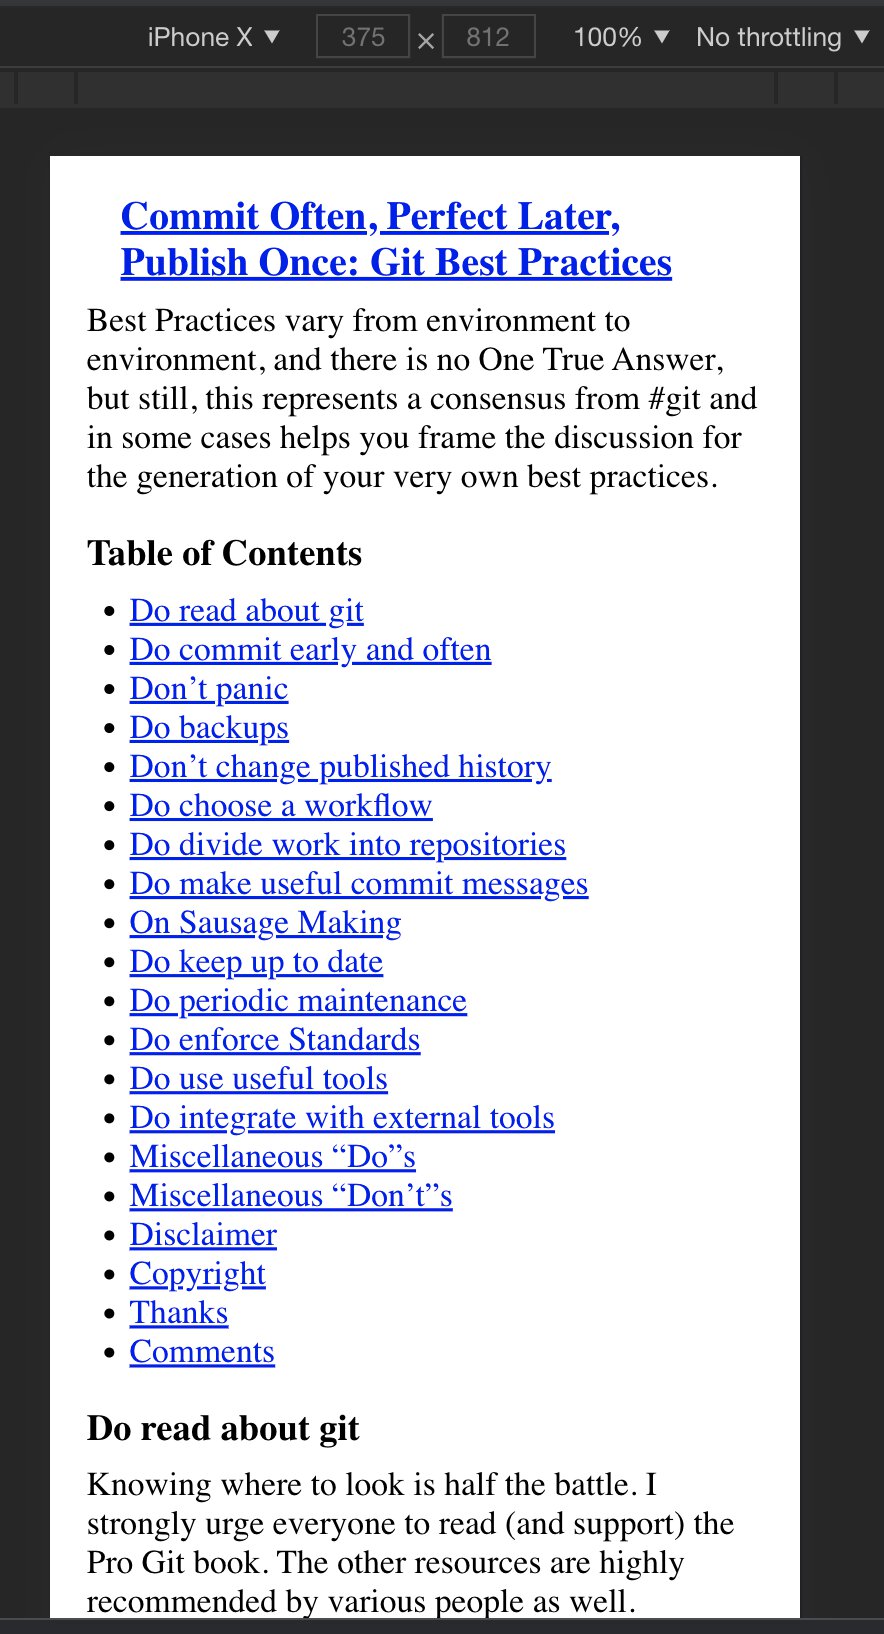 iPhone X ▼ 375 × 812 100% ▼ No throttling ▼
Commit Often, Perfect Later,
Publish Once: Git Best Practices
Best Practices vary from environment to
environment, and there is no One True Answer,
but still, this represents a consensus from #git and
in some cases helps you frame the discussion for
the generation of your very own best practices.
Table of Contents
• Do read about git
• Do commit early and often
• Don’t panic
• Do backups
• Don’t change published history
• Do choose a workflow
• Do divide work into repositories
• Do make useful commit messages
• On Sausage Making
• Do keep up to date
• Do periodic maintenance
• Do enforce Standards
• Do use useful tools
• Do integrate with external tools
• Miscellaneous “Do”s
• Miscellaneous “Don’t”s
• Disclaimer
• Copyright
• Thanks
• Comments
Do read about git
Knowing where to look is half the battle. I
strongly urge everyone to read (and support) the
Pro Git book. The other resources are highly
recommended by various people as well.